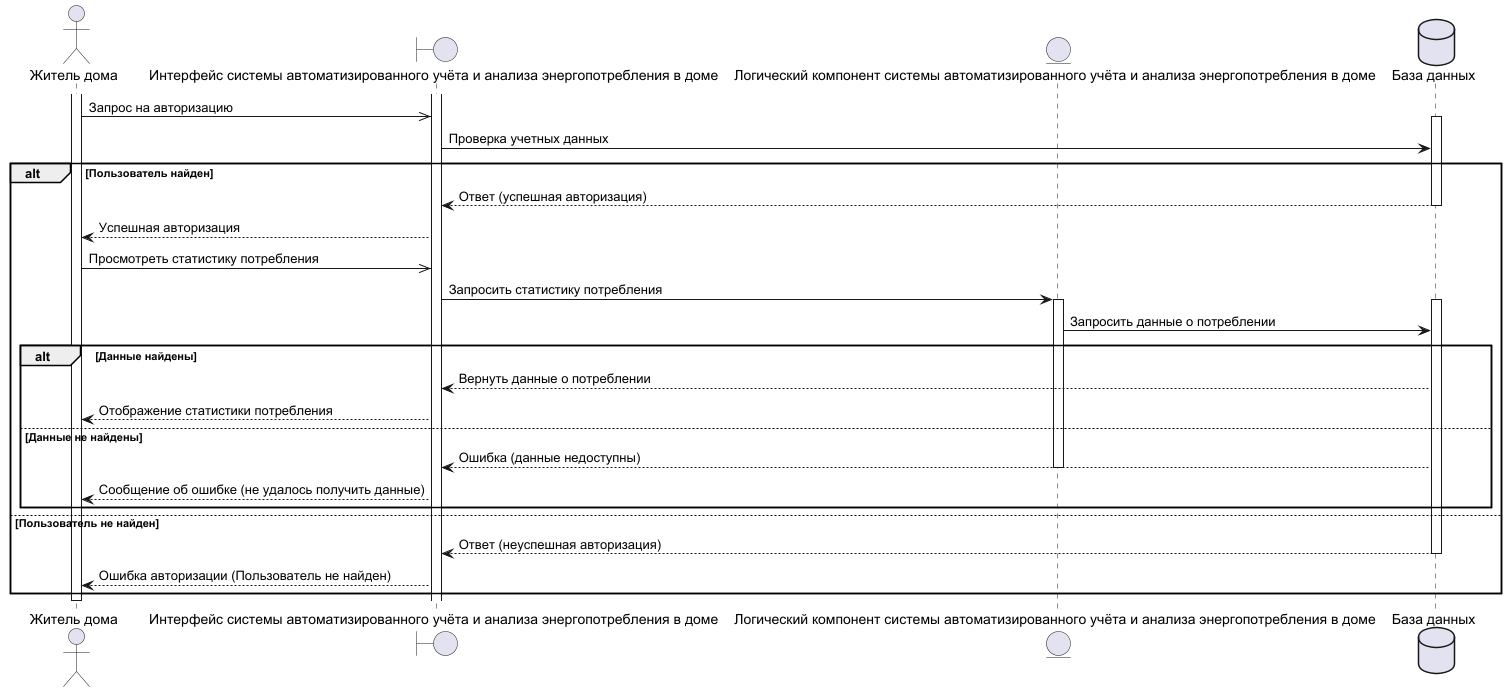 Житель дома
Интерфейс системы автоматизированного учёта и анализа энергопотребления в доме
Логический компонент системы автоматизированного учёта и анализа энергопотребления в доме
База данных
Запрос на авторизацию
Проверка учетных данных
alt
[Пользователь найден]
Ответ (успешная авторизация)
Успешная авторизация
Просмотреть статистику потребления
Запросить статистику потребления
Запросить данные о потреблении
alt
[Данные найдены]
Вернуть данные о потреблении
Отображение статистики потребления
[Данные не найдены]
Ошибка (данные недоступны)
Сообщение об ошибке (не удалось получить данные)
[Пользователь не найден]
Ответ (неуспешная авторизация)
Ошибка авторизации (Пользователь не найден)
Житель дома
Интерфейс системы автоматизированного учёта и анализа энергопотребления в доме
Логический компонент системы автоматизированного учёта и анализа энергопотребления в доме
База данных